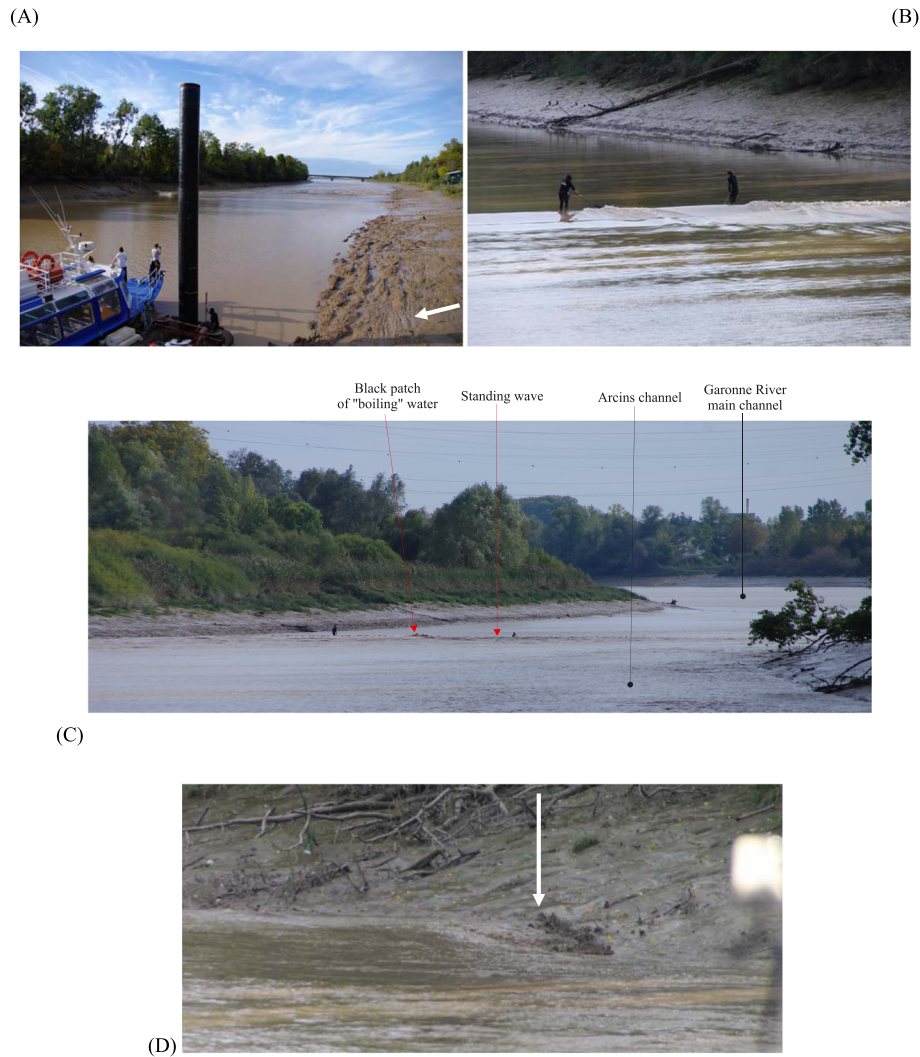 (A)
(B)
Black patch
of "boiling" water
Standing wave
Arcins channel
Garonne River
main channel
(C)
(D)